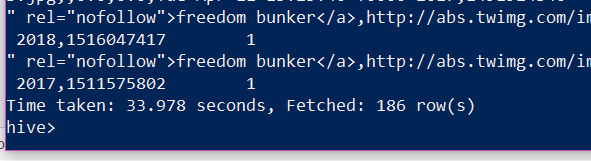 " rel="nofollow">freedom bunker</a>,http://abs.twimg.com/im
2018,1516047417 1
" rel="nofollow">freedom bunker</a>,http://abs.twimg.com/im
2017,1511575802 1
Time taken: 33.978 seconds, Fetched: 186 row(s)
hive>